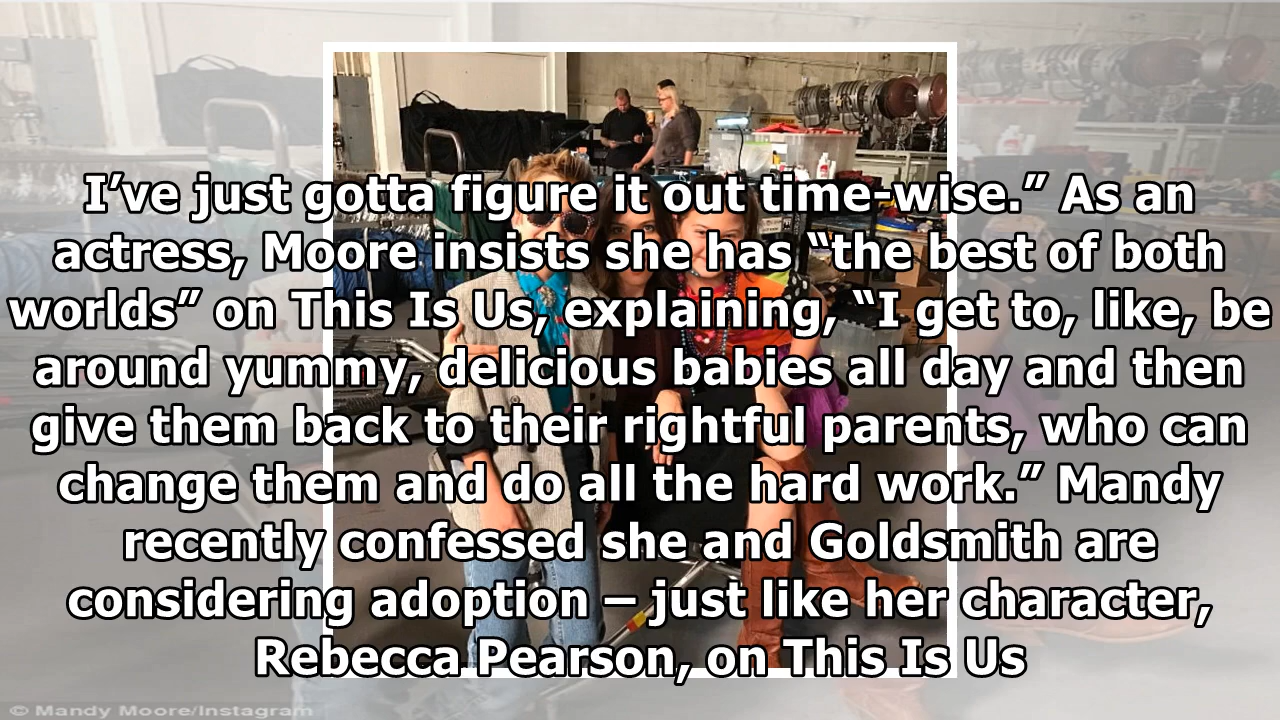 I’ve just gotta figure it out time-wise.” As an
actress, Moore insists she has “the best of both
worlds” on This Is Us, explaining, “I get to, like, be
around yummy, delicious babies all day and then
give them back to their rightful parents, who can
change them and do all the hard work.” Mandy
recently confessed she and Goldsmith are
considering adoption – just like her character,
Rebecca Pearson, on This Is Us
© Mandy Moore/Instagram